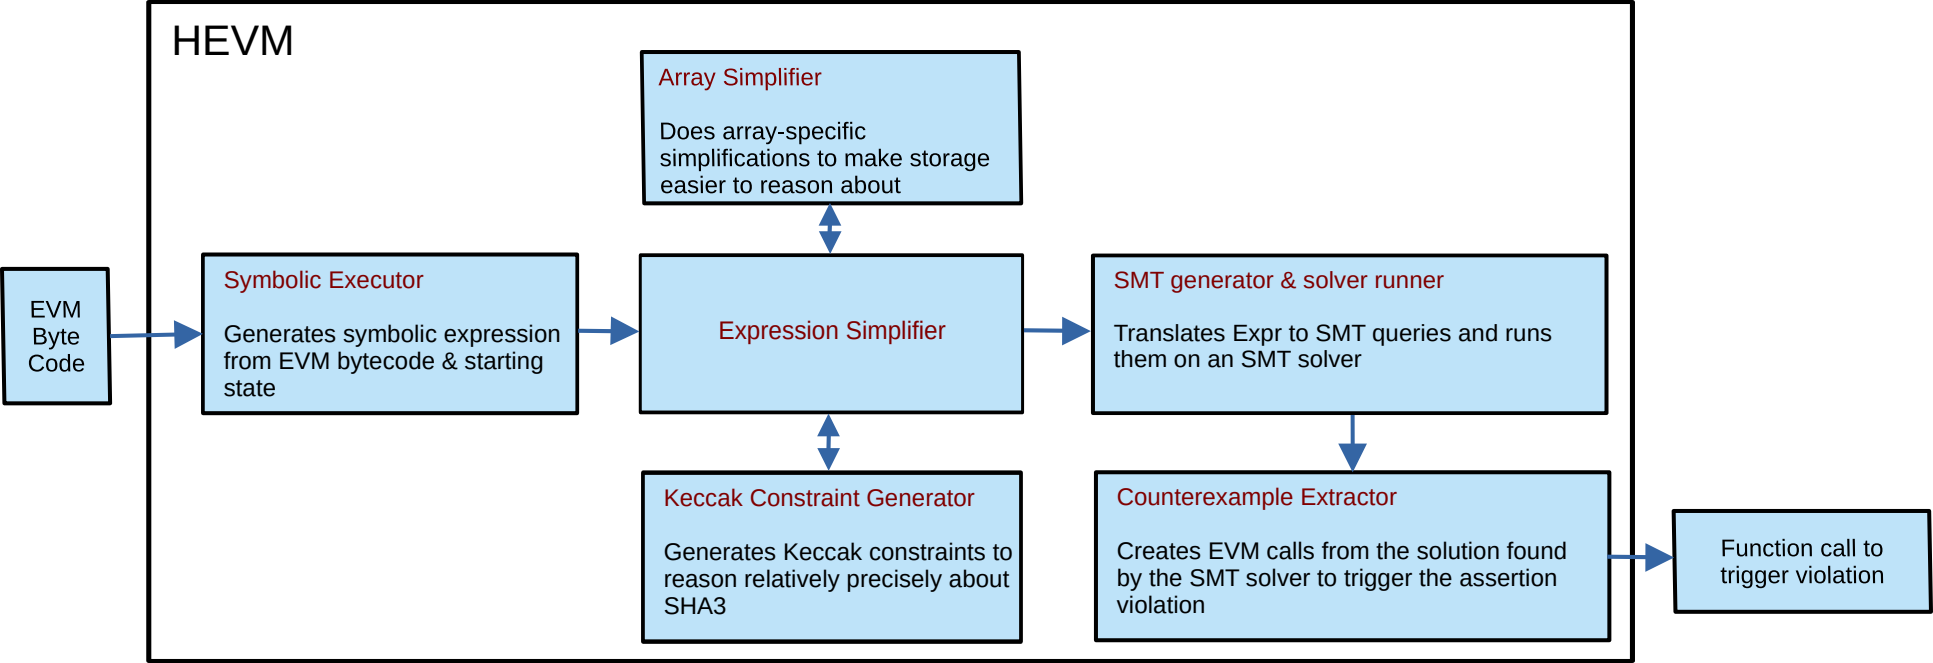 HEVM
Array Simplifier
Does array-specific
simplifications to make storage
easier to reason about
EVM
Byte
Code
Symbolic Executor
Generates symbolic expression
from EVM bytecode & starting
state
Expression Simplifier
SMT generator & solver runner
Translates Expr to SMT queries and runs
them on an SMT solver
Keccak Constraint Generator
Generates Keccak constraints to
reason relatively precisely about
SHA3
Counterexample Extractor
Creates EVM calls from the solution found
by the SMT solver to trigger the assertion
violation
Function call to
trigger violation